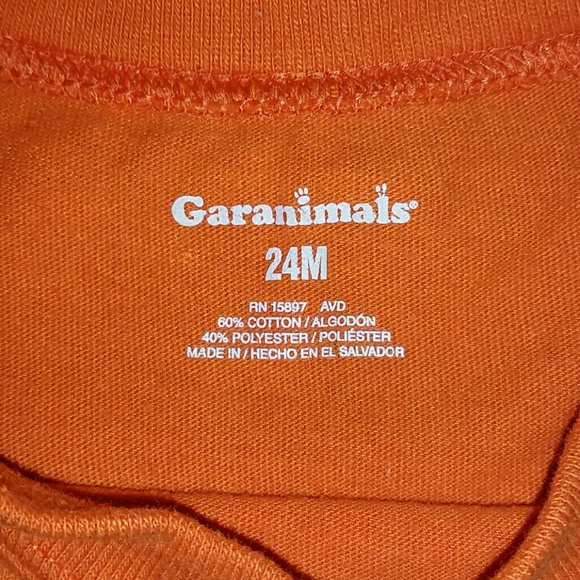 Garanimals®
24M
RN 15897 AVD
60% COTTON / ALGODÓN
40% POLYESTER / POLIÉSTER
MADE IN / HECHO EN EL SALVADOR